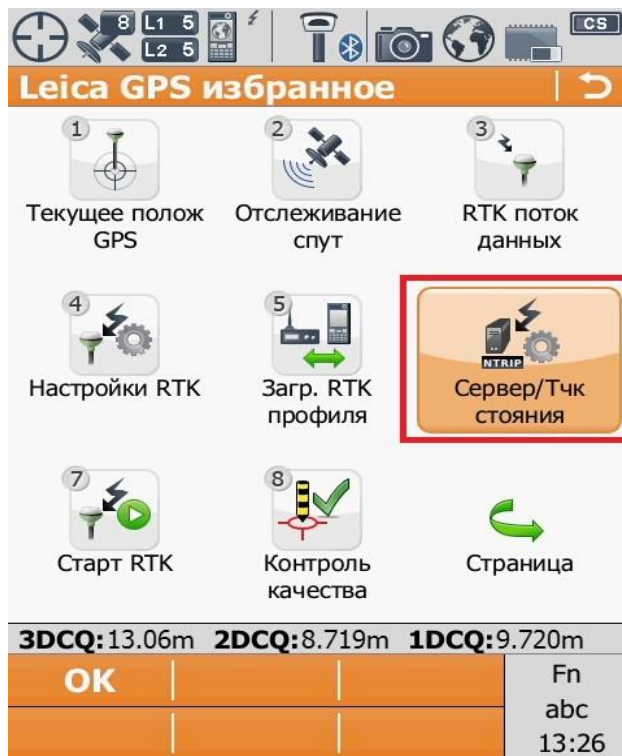 8 L1 5
L2 5
CS
Leica GPS избранное
1
2
3
Текущее полож
GPS
Отслеживание
спут
RTK поток
данных
4
5
NTRIP
Настройки RTK
Загр. RTK
профиля
Сервер/Тчк
стояния
7
8
Старт RTK
Контроль
качества
Страница
3DCQ:13.06m 2DCQ:8.719m 1DCQ:9.720m
OK
Fn
abc
13:26